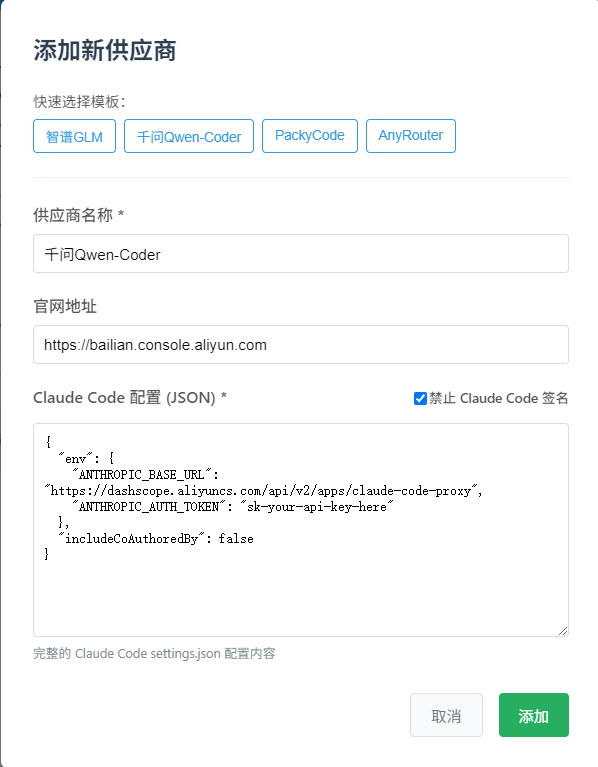 添加新供应商
快速选择模板：
智谱GLM 千问Qwen-Coder PackyCode AnyRouter
供应商名称 *
千问Qwen-Coder
官网地址
https://bailian.console.aliyun.com
Claude Code 配置 (JSON) * 禁止 Claude Code 签名
{
"env": {
"ANTHROPIC_BASE_URL":
"https://dashscope.aliyuncs.com/api/v2/apps/claude-code-proxy",
"ANTHROPIC_AUTH_TOKEN": "sk-your-api-key-here"
},
"includeCoAuthoredBy": false
}
完整的 Claude Code settings.json 配置内容
取消 添加